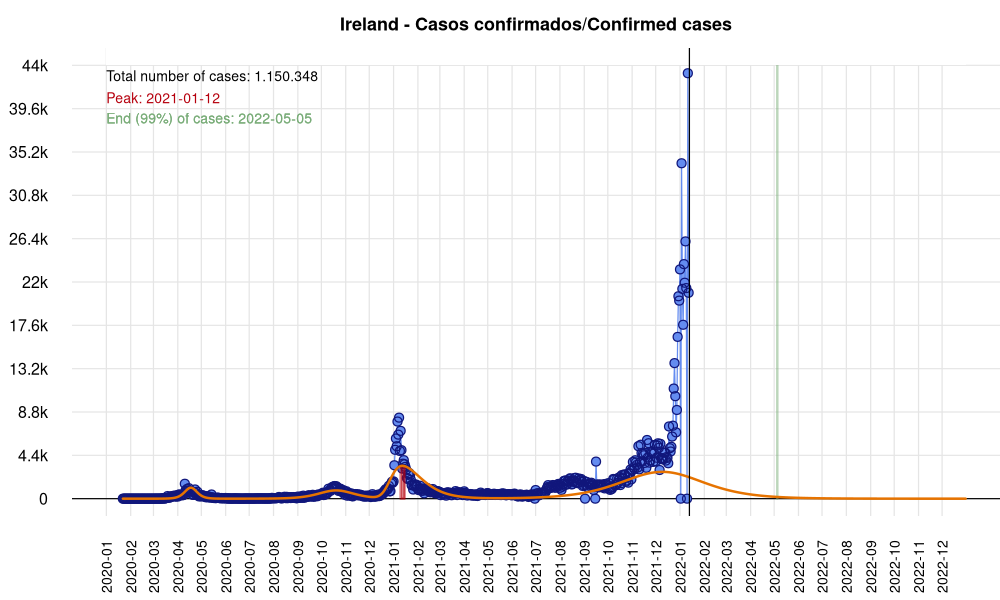 Ireland - Casos confirmados/Confirmed cases
Total number of cases: 1.150.348
Peak: 2021-01-12
End (99%) of cases: 2022-05-05
44k
39.6k
35.2k
30.8k
26.4k
22k
17.6k
13.2k
8.8k
4.4k
0
2020-01
2020-02
2020-03
2020-04
2020-05
2020-06
2020-07
2020-08
2020-09
2020-10
2020-11
2020-12
2021-01
2021-02
2021-03
2021-04
2021-05
2021-06
2021-07
2021-08
2021-09
2021-10
2021-11
2021-12
2022-01
2022-02
2022-03
2022-04
2022-05
2022-06
2022-07
2022-08
2022-09
2022-10
2022-11
2022-12